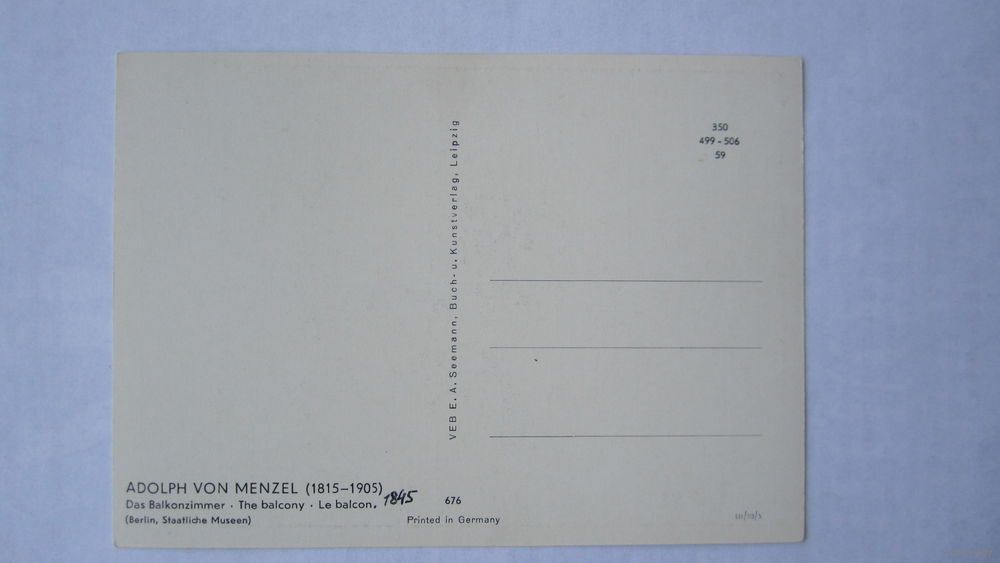 350
499 - 506
59
VEB E. A. Seemann, Buch- u. Kunstverlag, Leipzig
ADOLPH VON MENZEL (1815–1905)
Das Balkonzimmer · The balcony · Le balcon. 1845
676
(Berlin, Staatliche Museen)
Printed in Germany